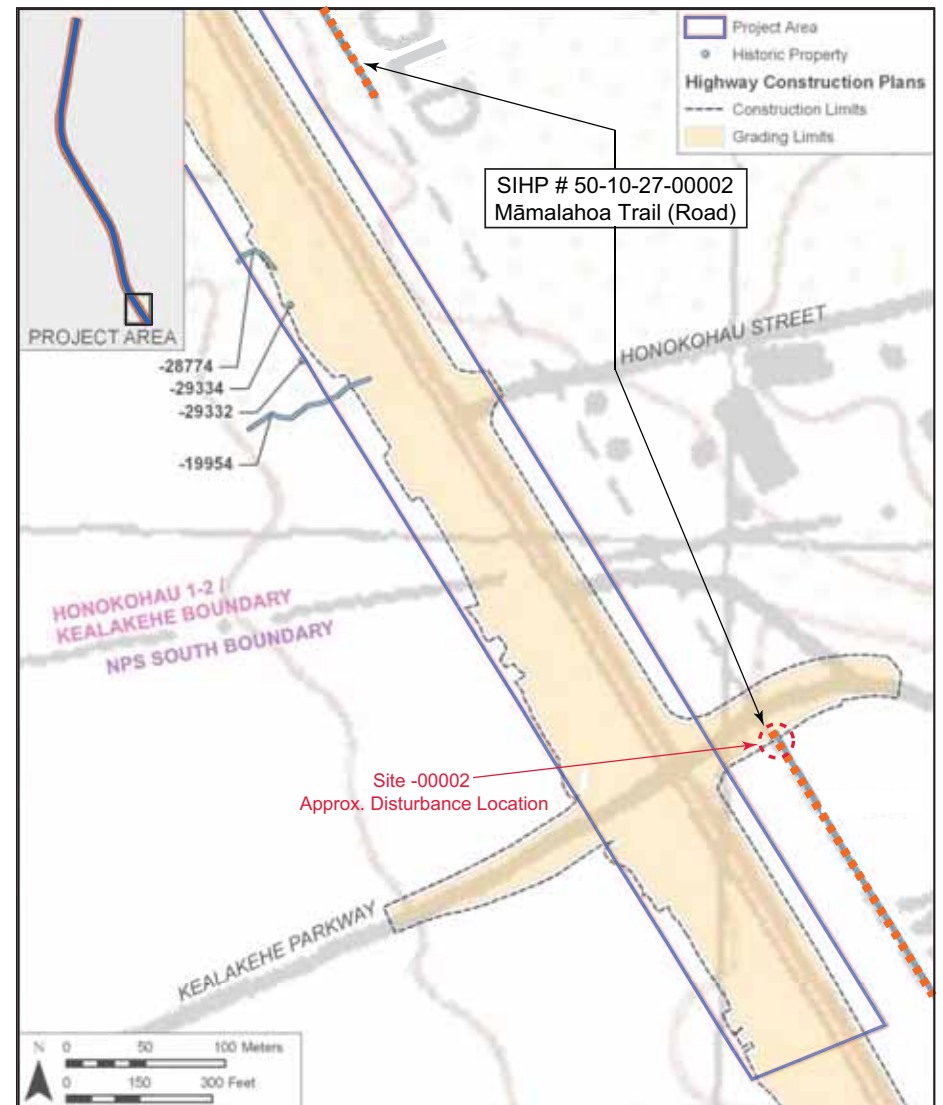 PROJECT AREA
Project Area
Historic Property
Highway Construction Plans
Construction Limits
Grading Limits
SIHP # 50-10-27-00002
Māmalahoa Trail (Road)
HONOKOHAU STREET
-28774
-29334
-29332
-19954
HONOKOHAU 1-2 /
KEALAKEHE BOUNDARY
NPS SOUTH BOUNDARY
Site -00002
Approx. Disturbance Location
KEALAKEHE PARKWAY
N 0 50 100 Meters
0 150 300 Feet